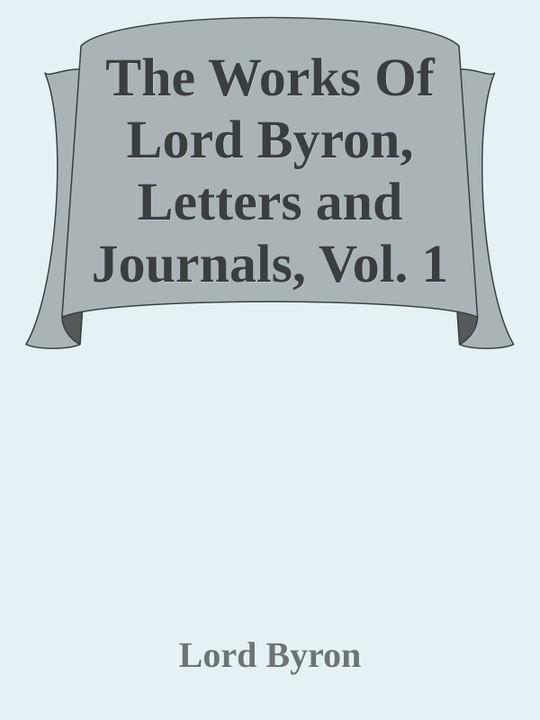 The Works Of
Lord Byron,
Letters and
Journals, Vol. 1
Lord Byron